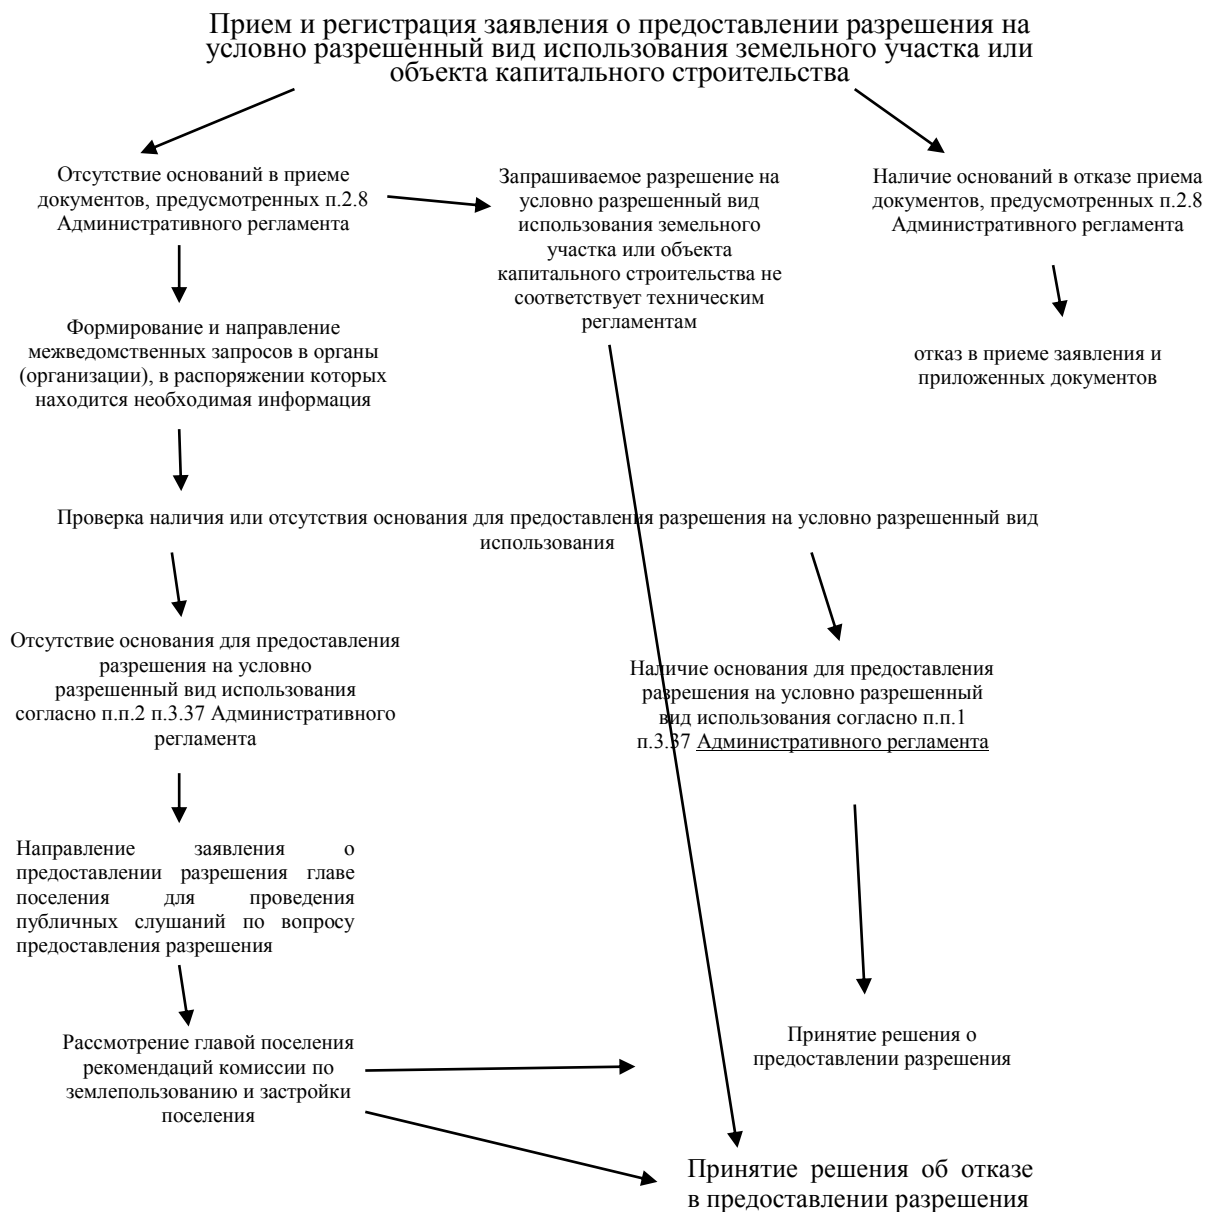 Прием и регистрация заявления о предоставлении разрешения на
условно разрешенный вид использования земельного участка или
объекта капитального строительства
Отсутствие оснований в приеме
документов, предусмотренных п.2.8
Административного регламента
Запрашиваемое разрешение на
условно разрешенный вид
использования земельного
участка или объекта
капитального строительства не
соответствует техническим
регламентам
Наличие оснований в отказе приема
документов, предусмотренных п.2.8
Административного регламента
Формирование и направление
межведомственных запросов в органы
(организации), в распоряжении которых
находится необходимая информация
отказ в приеме заявления и
приложенных документов
Проверка наличия или отсутствия основания для предоставления разрешения на условно разрешенный вид
использования
Отсутствие основания для предоставления
разрешения на условно
разрешенный вид использования
согласно п.п.2 п.3.37 Административного
регламента
Наличие основания для предоставления
разрешения на условно разрешенный
вид использования согласно п.п.1
п.3.37 Административного регламента
Направление заявления о
предоставлении разрешения главе
поселения для проведения
публичных слушаний по вопросу
предоставления разрешения
Рассмотрение главой поселения
рекомендаций комиссии по
землепользованию и застройки
поселения
Принятие решения о
предоставлении разрешения
Принятие решения об отказе
в предоставлении разрешения